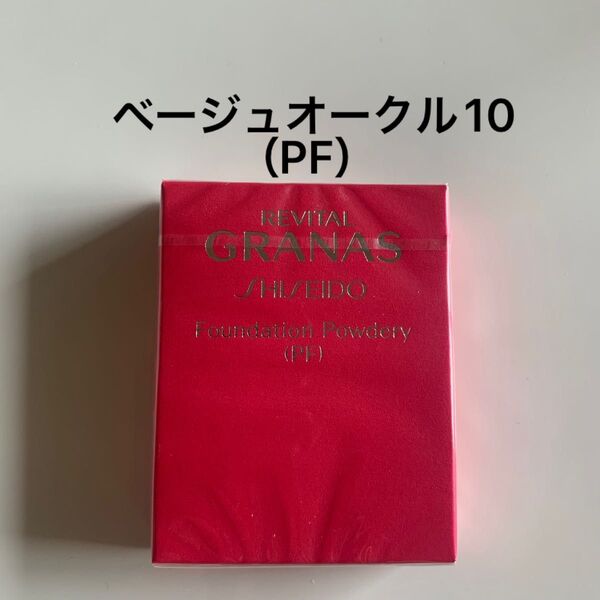 ベージュオークル10
（PF）
REVITAL
GRANAS
SHISEIDO
Foundation Powdery
(PF)